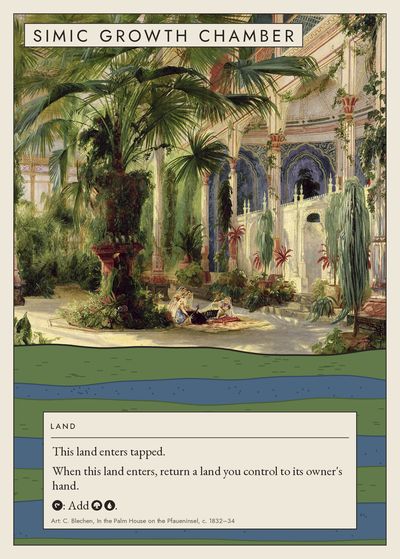 SIMIC GROWTH CHAMBER
LAND
This land enters tapped.
When this land enters, return a land you control to its owner's
hand.
: Add .
Art: C. Blechen, In the Palm House on the Pfaueninsel, c. 1832–34